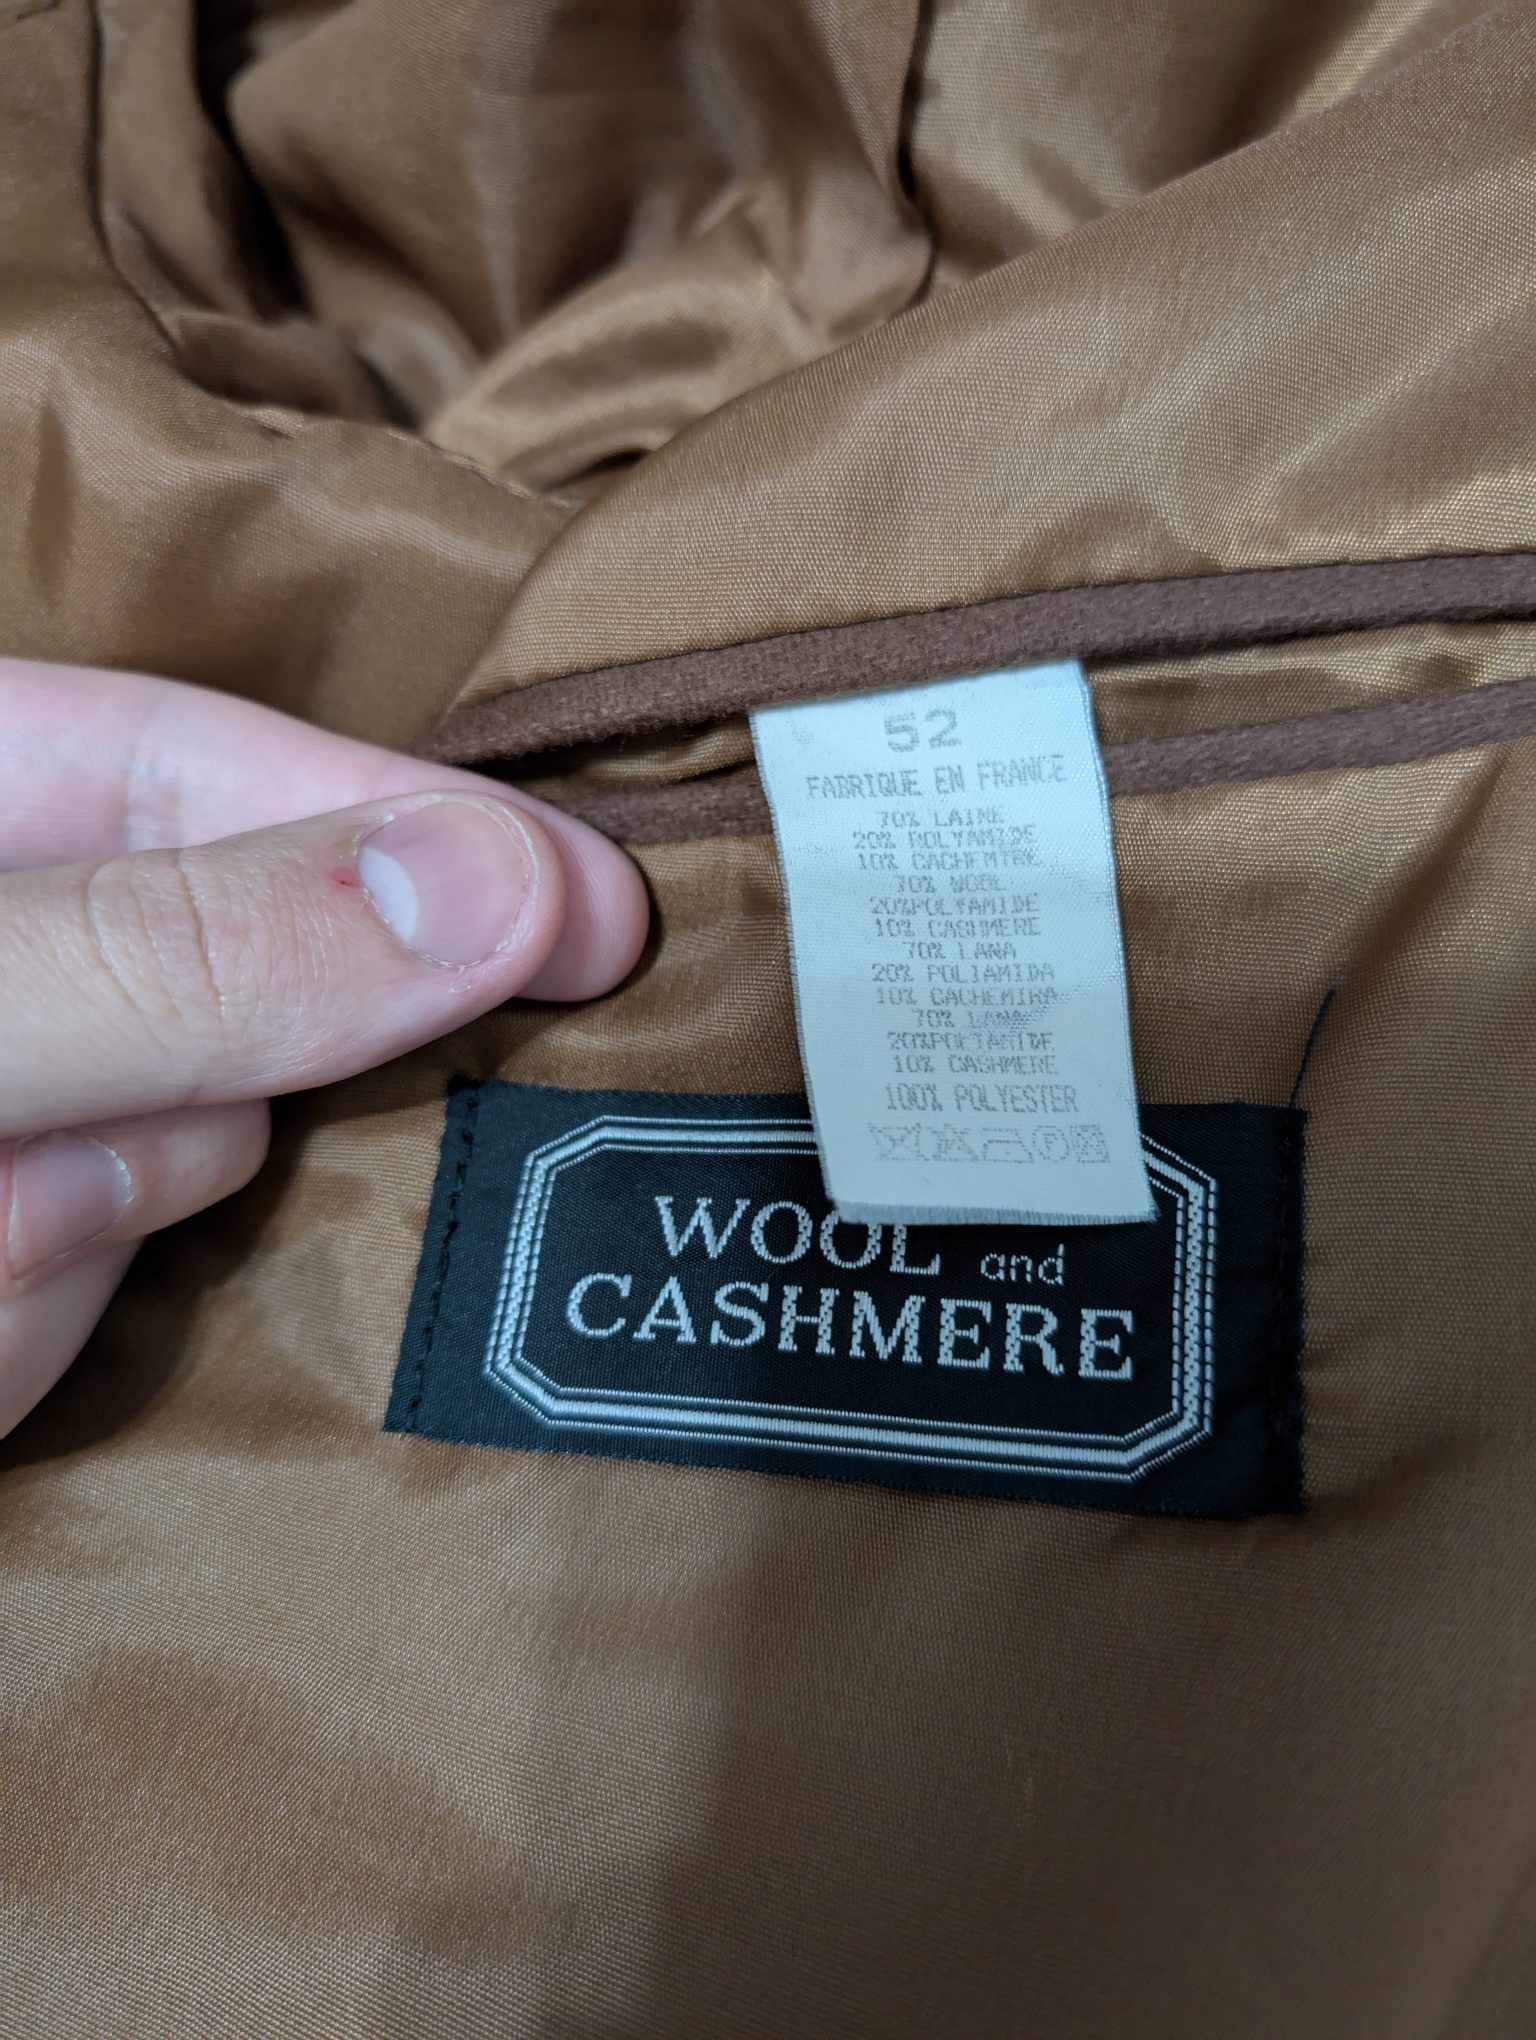 52
FABRIQUE EN FRANCE
70% LAINE
20% POLYAMIDE
10% CACHEMIRE
70% WOOL
20%POLYAMIDE
10% CASHMERE
70% LANA
20% POLIAMIDA
10% CACHEMIRA
70% LANA
20%POLIAMIDE
10% CASHMERE
100% POLYESTER
WOOL and
CASHMERE